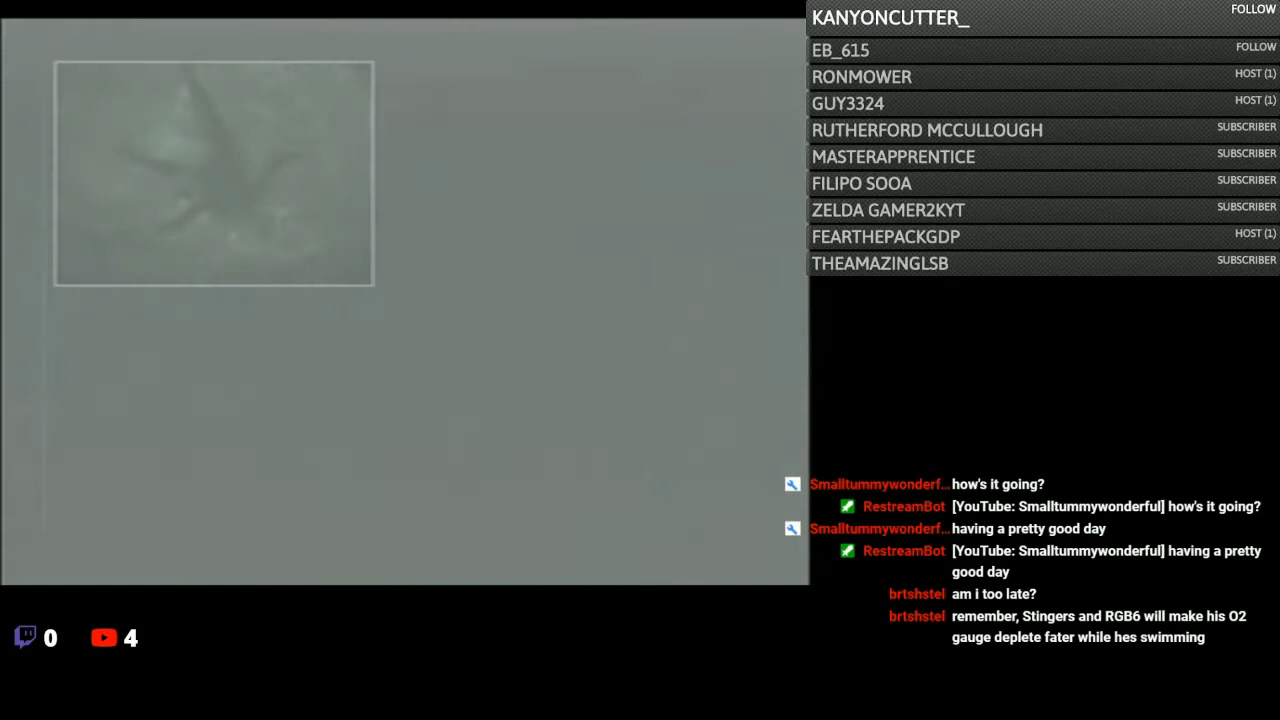 KANYONCUTTER_ FOLLOW
EB_615 FOLLOW
RONMOWER HOST (1)
GUY3324 HOST (1)
RUTHERFORD MCCULLOUGH SUBSCRIBER
MASTERAPPRENTICE SUBSCRIBER
FILIPO SOOA SUBSCRIBER
ZELDA GAMER2KYT SUBSCRIBER
FEARTHEPACKGDP HOST (1)
THEAMAZINGLSB SUBSCRIBER
Smalltummywonderf... how's it going?
RestreamBot [YouTube: Smalltummywonderful] how's it going?
Smalltummywonderf... having a pretty good day
RestreamBot [YouTube: Smalltummywonderful] having a pretty
good day
brtshstel am i too late?
brtshstel remember, Stingers and RGB6 will make his O2
gauge deplete fater while hes swimming
0 4